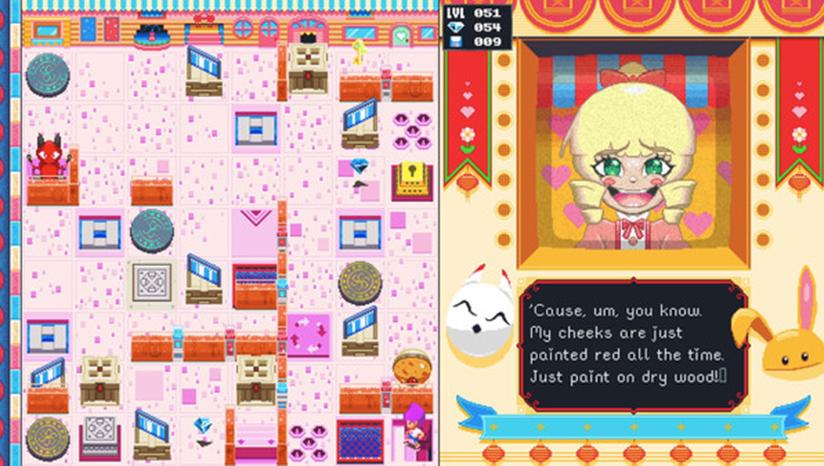 LVL 051
054
009
'Cause, um, you know.
My cheeks are just
painted red all the time.
Just paint on dry wood!